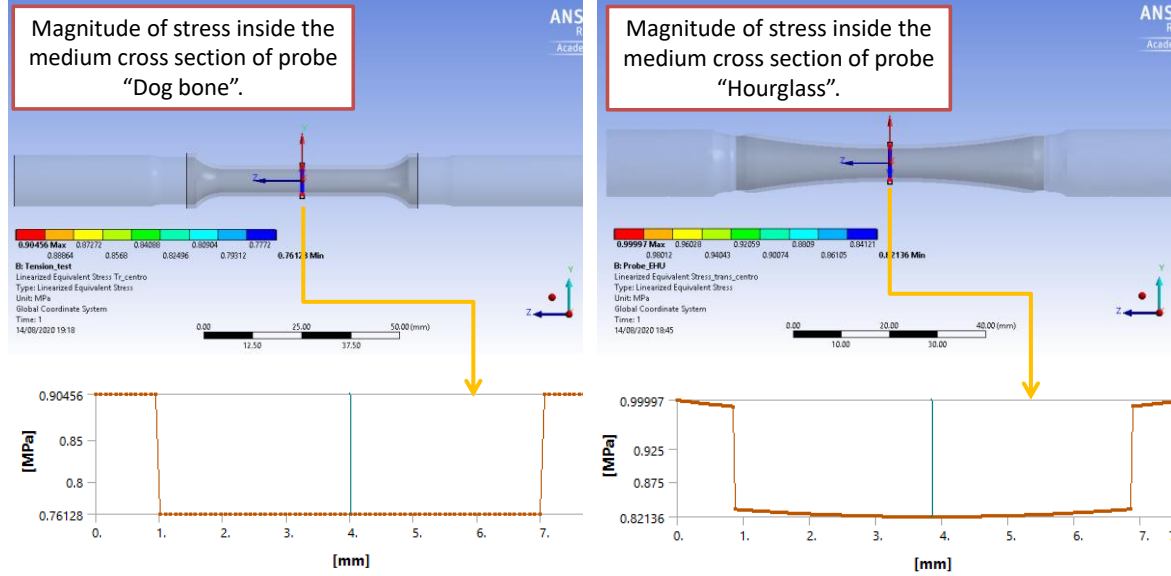 Magnitude of stress inside the
medium cross section of probe
“Dog bone”.
ANS
R
Acade
Y
Z
0.90456 Max 0.87272 0.84088 0.80904 0.7772
0.88864 0.8568 0.82496 0.79312 0.76128 Min
B: Tension_test
Linearized Equivalent Stress Tr_centro
Type: Linearized Equivalent Stress
Unit: MPa
Global Coordinate System
Time: 1
14/08/2020 19:18
0.00 25.00 50.00 (mm)
12.50 37.50
Y
Z
0.90456
0.85
0.8
0.76128
[MPa]
0. 1. 2. 3. 4. 5. 6. 7.
[mm]
Magnitude of stress inside the
medium cross section of probe
“Hourglass”.
ANS
R
Acade
Z
0.99997 Max 0.96028 0.92059 0.8809 0.84121
0.98012 0.94043 0.90074 0.86105 0.82136 Min
B: Probe_EHU
Linearized Equivalent Stress_trans_centro
Type: Linearized Equivalent Stress
Unit: MPa
Global Coordinate System
Time: 1
14/08/2020 18:45
0.00 20.00 40.00 (mm)
10.00 30.00
Y
Z
0.99997
0.925
0.875
0.82136
[MPa]
0. 1. 2. 3. 4. 5. 6. 7.
[mm]